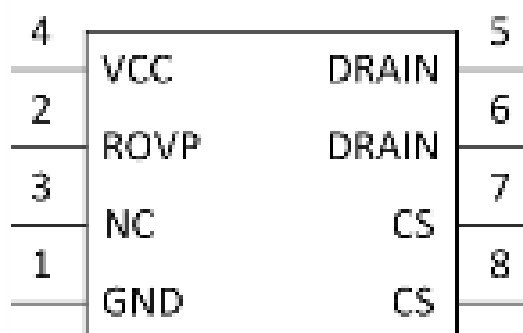 4 5
VCC DRAIN
2 6
ROVP DRAIN
3 7
NC CS
1 8
GND CS